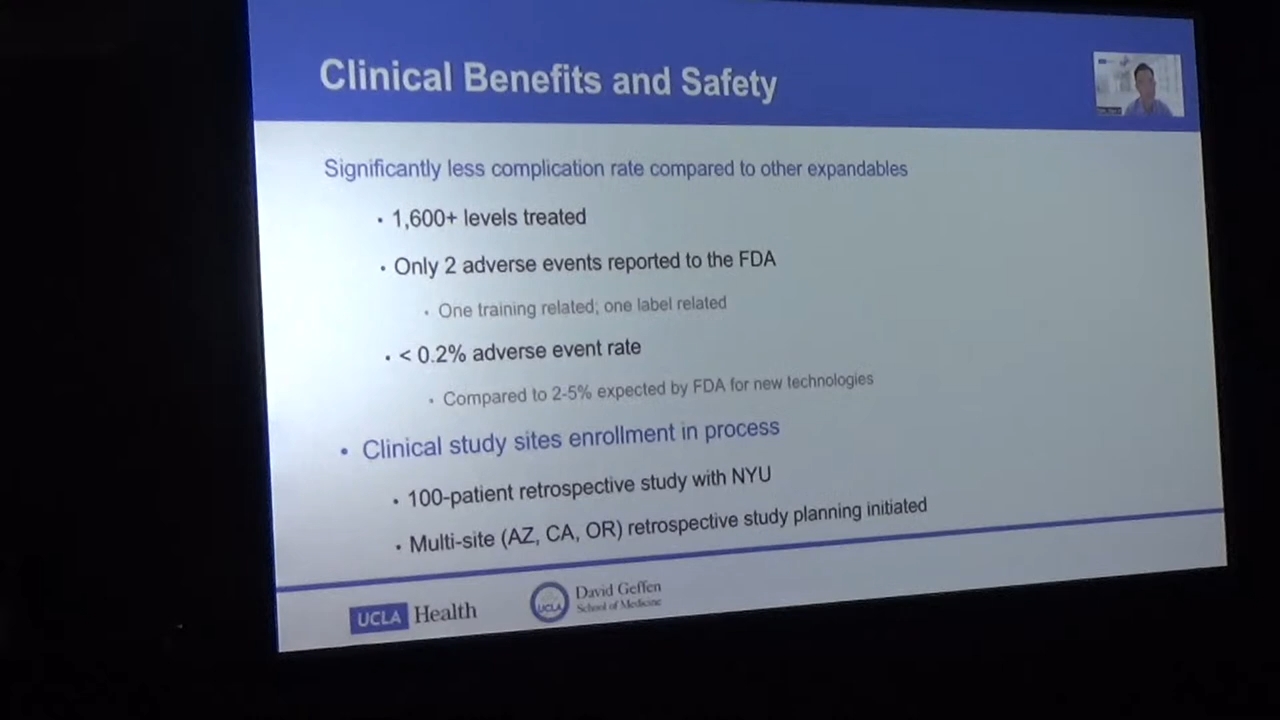 Clinical Benefits and Safety
Significantly less complication rate compared to other expandables
• 1,600+ levels treated
• Only 2 adverse events reported to the FDA
• One training related; one label related
• < 0.2% adverse event rate
• Compared to 2-5% expected by FDA for new technologies
• Clinical study sites enrollment in process
• 100-patient retrospective study with NYU
• Multi-site (AZ, CA, OR) retrospective study planning initiated
UCLA Health
UCLA
David Geffen
School of Medicine